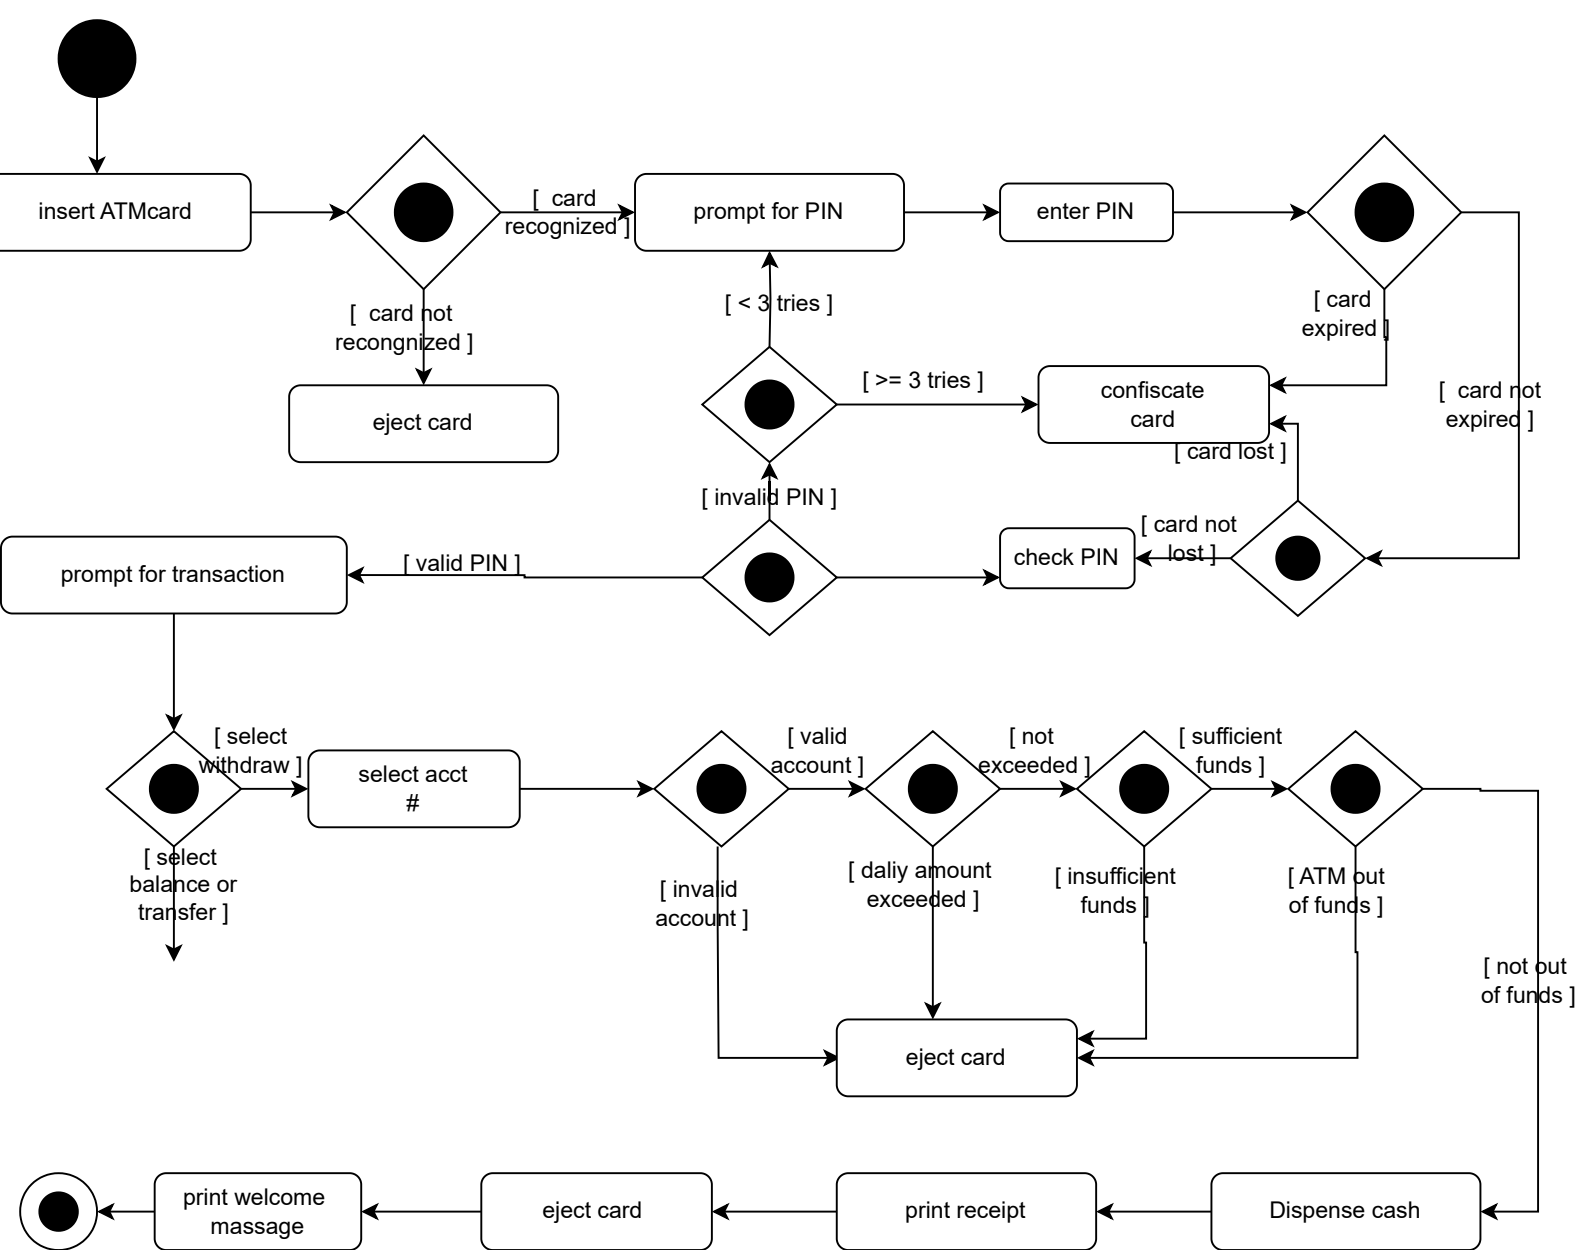 insert ATMcard
[  card
recognized ]
prompt for PIN
enter PIN
[  card not
recongnized ]
eject card
[ < 3 tries ]
[ card
expired ]
[ >= 3 tries ]
confiscate
card
[  card not
expired ]
[ card lost ]
[ invalid PIN ]
[ card not
lost ]
check PIN
[ valid PIN ]
prompt for transaction
[ select
withdraw ]
select acct
#
[ valid
account ]
[ not
exceeded ]
[ sufficient
funds ]
[ select
balance or
transfer ]
[ invalid
account ]
[ daliy amount
exceeded ]
[ insufficient
funds ]
[ ATM out
of funds ]
[ not out
of funds ]
eject card
print welcome
massage
eject card
print receipt
Dispense cash